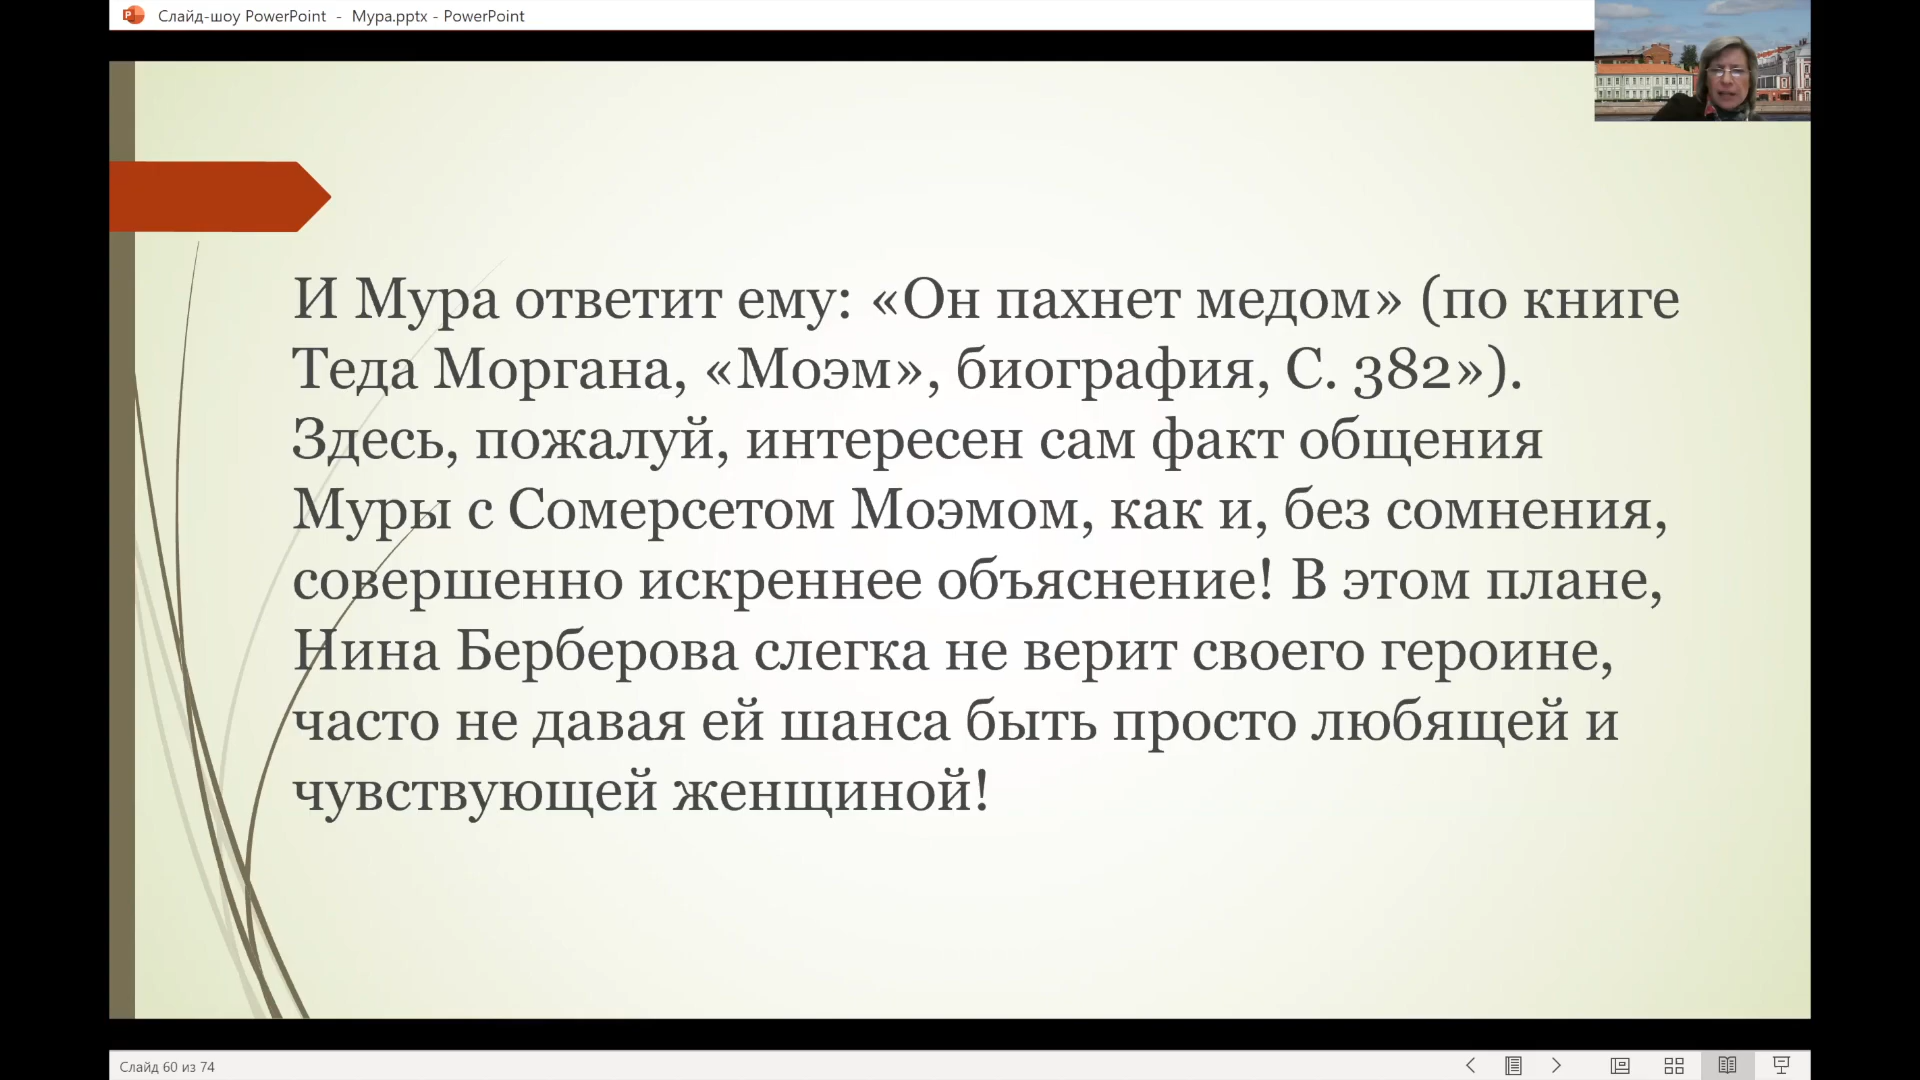 Слайд-шоу PowerPoint - Мура.pptx - PowerPoint
И Мура ответит ему: «Он пахнет медом» (по книге
Теда Моргана, «Моэм», биография, С. 382»).
Здесь, пожалуй, интересен сам факт общения
Муры с Сомерсетом Моэмом, как и, без сомнения,
совершенно искреннее объяснение! В этом плане,
Нина Берберова слегка не верит своего героине,
часто не давая ей шанса быть просто любящей и
чувствующей женщиной!
Слайд 60 из 74